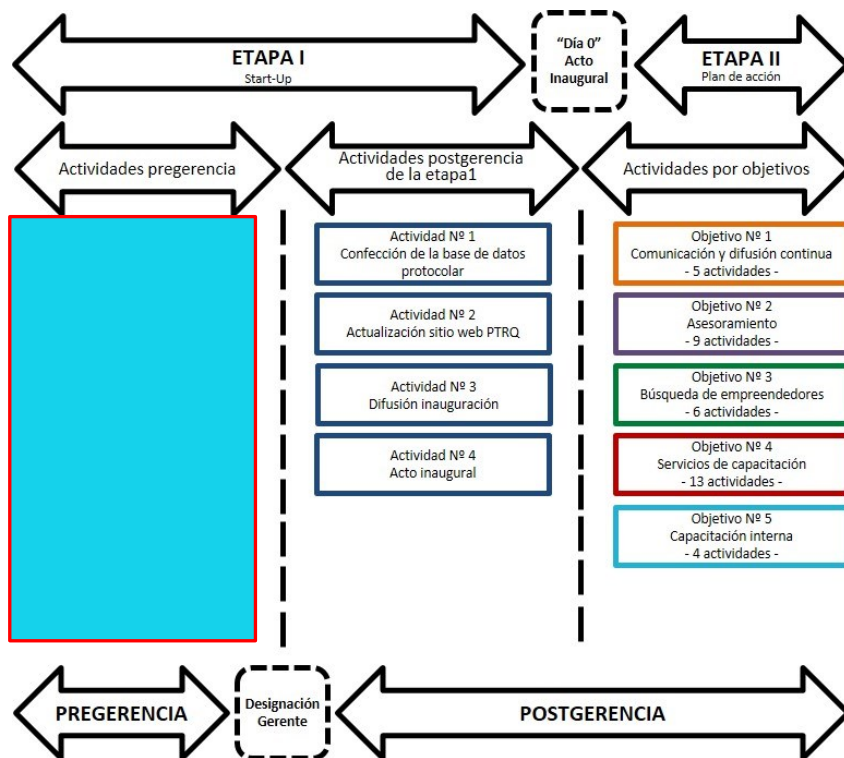 ETAPA I
Start-Up
“Día 0”
Acto
Inaugural
ETAPA II
Plan de acción
Actividades pregerencia
Actividades postgerencia
de la etapa1
Actividades por objetivos
Actividad Nº 1
Confección de la base de datos
protocolar
Actividad Nº 2
Actualización sitio web PTRQ
Actividad Nº 3
Difusión inauguración
Actividad Nº 4
Acto inaugural
Objetivo Nº 1
Comunicación y difusión continua
- 5 actividades -
Objetivo Nº 2
Asesoramiento
- 9 actividades -
Objetivo Nº 3
Búsqueda de empreendedores
- 6 actividades -
Objetivo Nº 4
Servicios de capacitación
- 13 actividades -
Objetivo Nº 5
Capacitación interna
- 4 actividades -
PREGERENCIA
Designación
Gerente
POSTGERENCIA